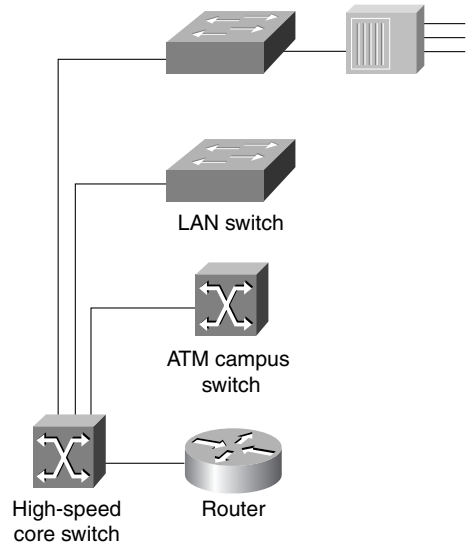 LAN switch
ATM campus
switch
High-speed
core switch
Router